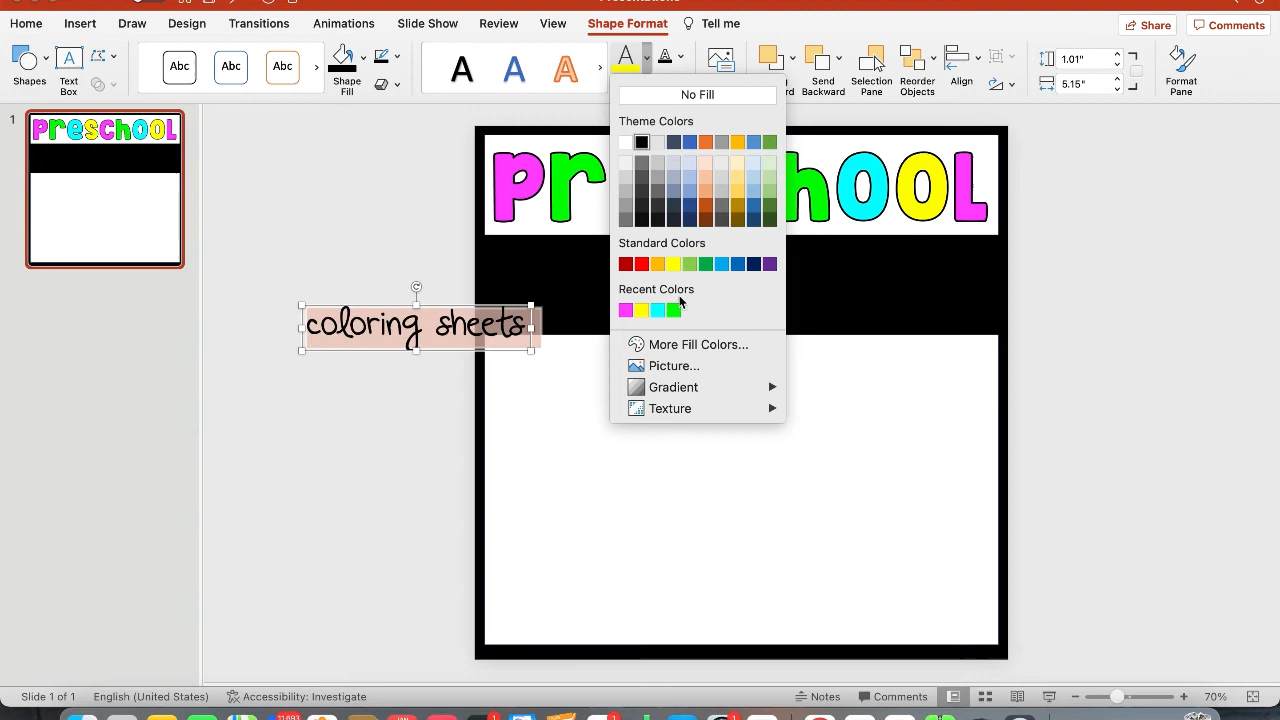 Home Insert Draw Design Transitions Animations Slide Show Review View Shape Format Tell me Share Comments
Abc Abc Abc A A A A A 1.01"
5.15"
Shapes Text Box Shape Fill Send Backward Selection Pane Reorder Objects Align Format Pane
No Fill
Theme Colors
Standard Colors
Recent Colors
More Fill Colors...
Picture...
Gradient
Texture
1
preschool
pr hool
coloring sheets
Slide 1 of 1 English (United States) Accessibility: Investigate Notes Comments 70%